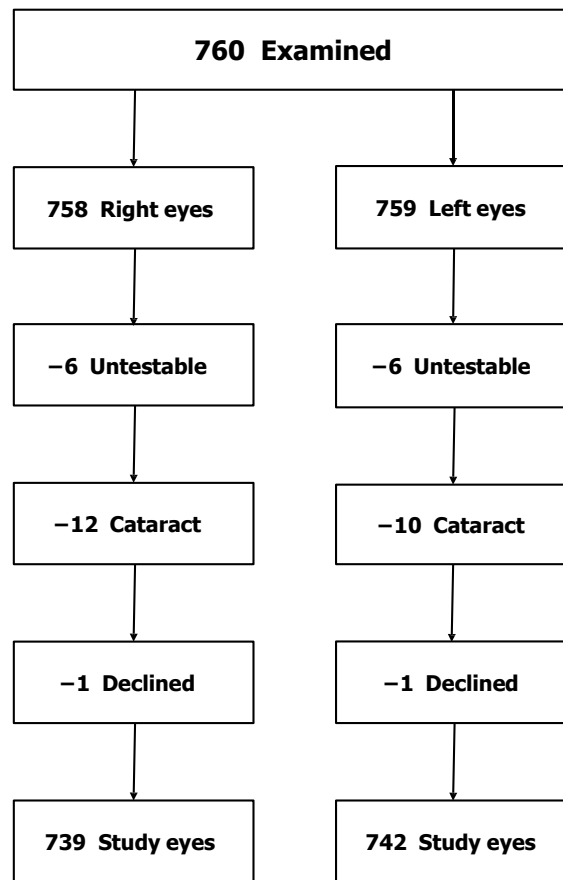 760 Examined
758 Right eyes
759 Left eyes
−6 Untestable
−6 Untestable
−12 Cataract
−10 Cataract
−1 Declined
−1 Declined
739 Study eyes
742 Study eyes